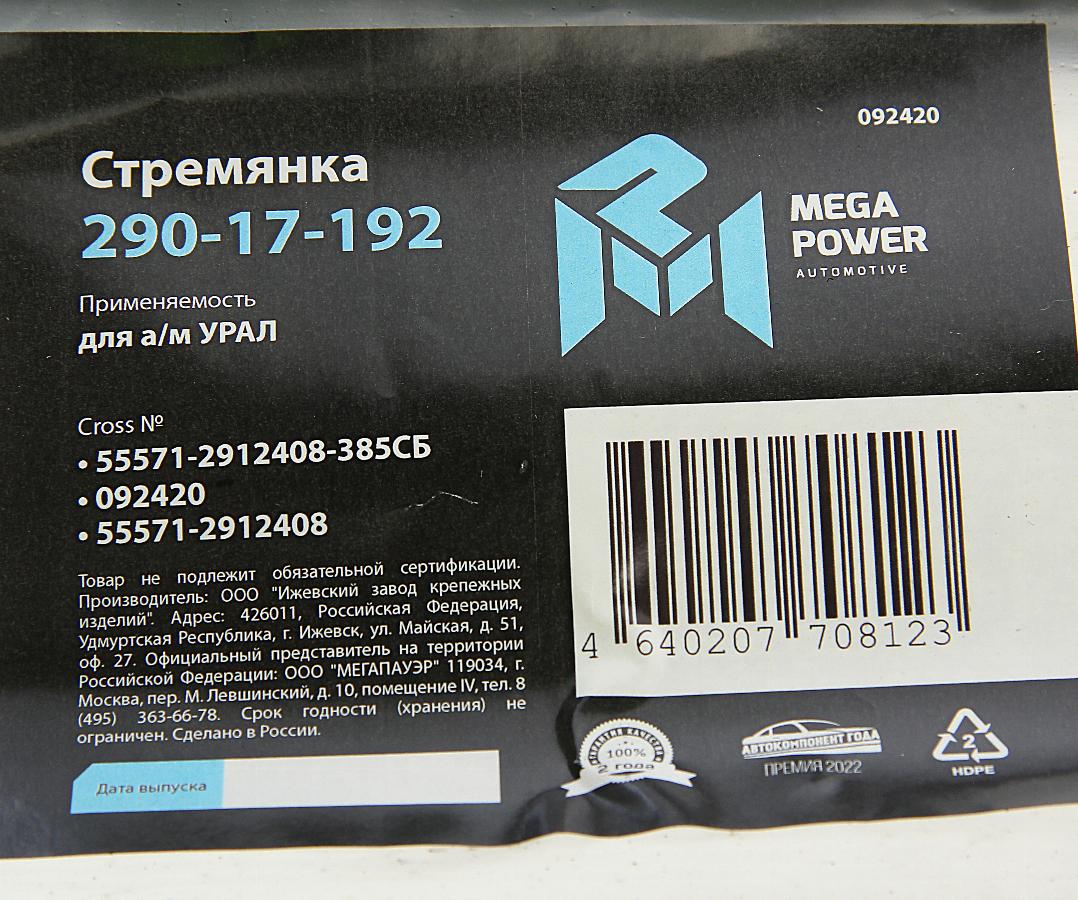 092420
Стремянка
290-17-192
MEGA
POWER
AUTOMOTIVE
Применяемость
для а/м УРАЛ
Cross №
• 55571-2912408-385СБ
• 092420
• 55571-2912408
Товар не подлежит обязательной сертификации.
Производитель: ООО "Ижевский завод крепежных
изделий". Адрес: 426011, Российская Федерация,
Удмуртская Республика, г. Ижевск, ул. Майская, д. 51,
оф. 27. Официальный представитель на территории
Российской Федерации: ООО "МЕГАПАУЭР" 119034, г.
Москва, пер. М. Левшинский, д. 10, помещение IV, тел. 8
(495) 363-66-78. Срок годности (хранения) не
ограничен. Сделано в России.
Дата выпуска
4 640207 708123
ГАРАНТИЯ КАЧЕСТВА
100%
2 года
АВТОКОМПОНЕНТ ГОДА
ПРЕМИЯ 2022
2
HDPE